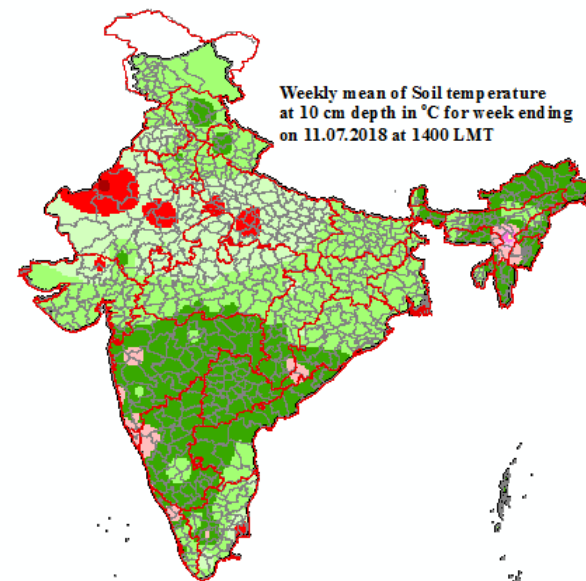 Weekly mean of Soil temperature
at 10 cm depth in °C for week ending
on 11.07.2018 at 1400 LMT